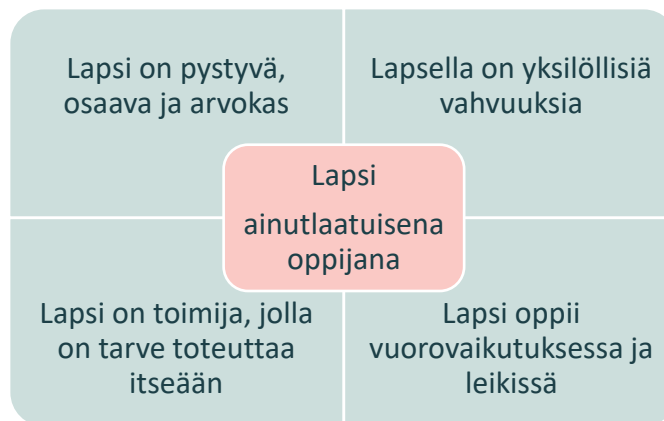 Lapsi on pystyvä,
osaava ja arvokas
Lapsella on yksilöllisiä
vahvuuksia
Lapsi
ainutlaatuisena
oppijana
Lapsi on toimija, jolla
on tarve toteuttaa
itseään
Lapsi oppii
vuorovaikutuksessa ja
leikissä